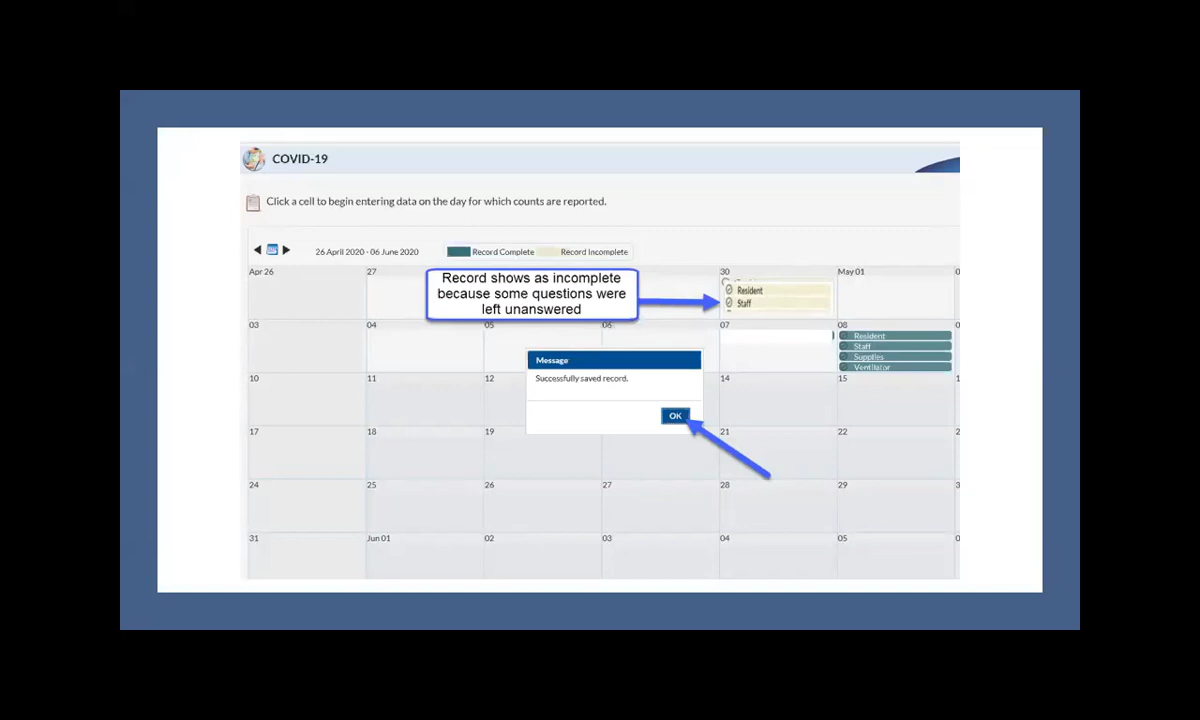 COVID-19
Click a cell to begin entering data on the day for which counts are reported.
26 April 2020 - 06 June 2020
Record Complete
Record Incomplete
Apr 26
27
30
May 01
Record shows as incomplete
because some questions were
left unanswered
Resident
Staff
03
04
05
06
07
08
Resident
Staff
Supplies
Ventilator
Message
Successfully saved record.
OK
10
11
12
14
15
17
18
19
21
22
24
25
26
27
28
29
31
Jun 01
02
03
04
05